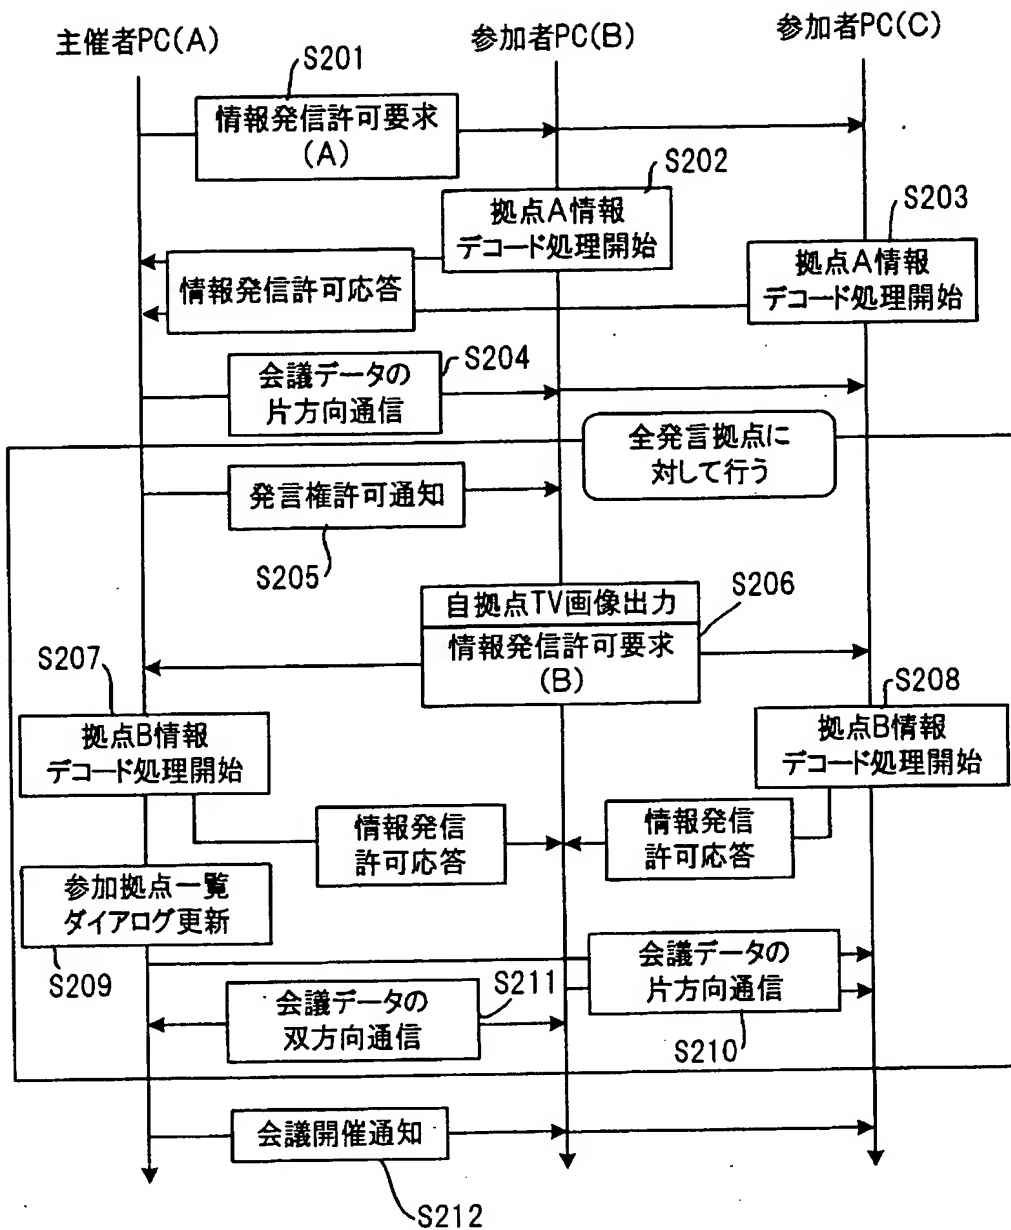 主催者PC(A)
参加者PC(B)
参加者PC(C)
S201
情報発信許可要求
(A)
S202
拠点A情報
デコード処理開始
S203
拠点A情報
デコード処理開始
情報発信許可応答
S204
会議データの
片方向通信
全発言拠点に
対して行う
発言権許可通知
S205
自拠点TV画像出力
S206
情報発信許可要求
(B)
S207
拠点B情報
デコード処理開始
S208
拠点B情報
デコード処理開始
情報発信
許可応答
情報発信
許可応答
参加拠点一覧
ダイアログ更新
S209
会議データの
片方向通信
S210
S211
会議データの
双方向通信
会議開催通知
S212